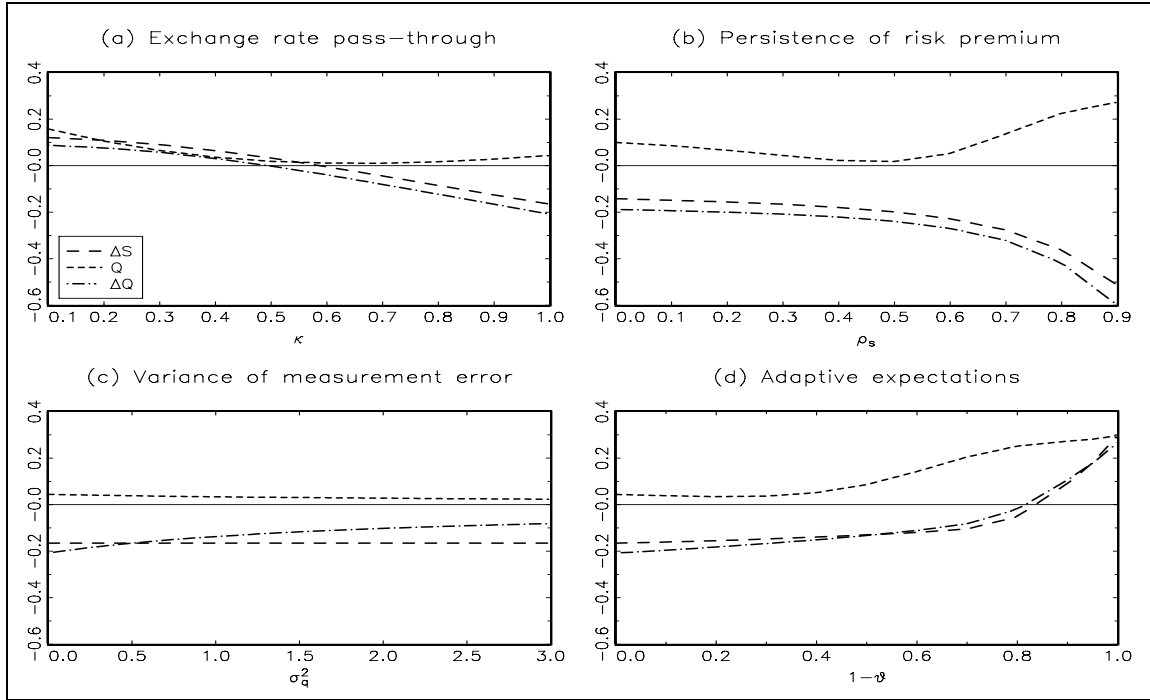 (a) Exchange rate pass-through
0.4
0.2
-0.0
-0.2
-0.4
-0.6
ΔS
Q
ΔQ
0.1 0.2 0.3 0.4 0.5 0.6 0.7 0.8 0.9 1.0
κ
(b) Persistence of risk premium
0.4
0.2
-0.0
-0.2
-0.4
-0.6
0.0 0.1 0.2 0.3 0.4 0.5 0.6 0.7 0.8 0.9
ρs
(c) Variance of measurement error
0.4
0.2
-0.0
-0.2
-0.4
-0.6
0.0 0.5 1.0 1.5 2.0 2.5 3.0
σ²q
(d) Adaptive expectations
0.4
0.2
-0.0
-0.2
-0.4
-0.6
0.0 0.2 0.4 0.6 0.8 1.0
1-ϑ